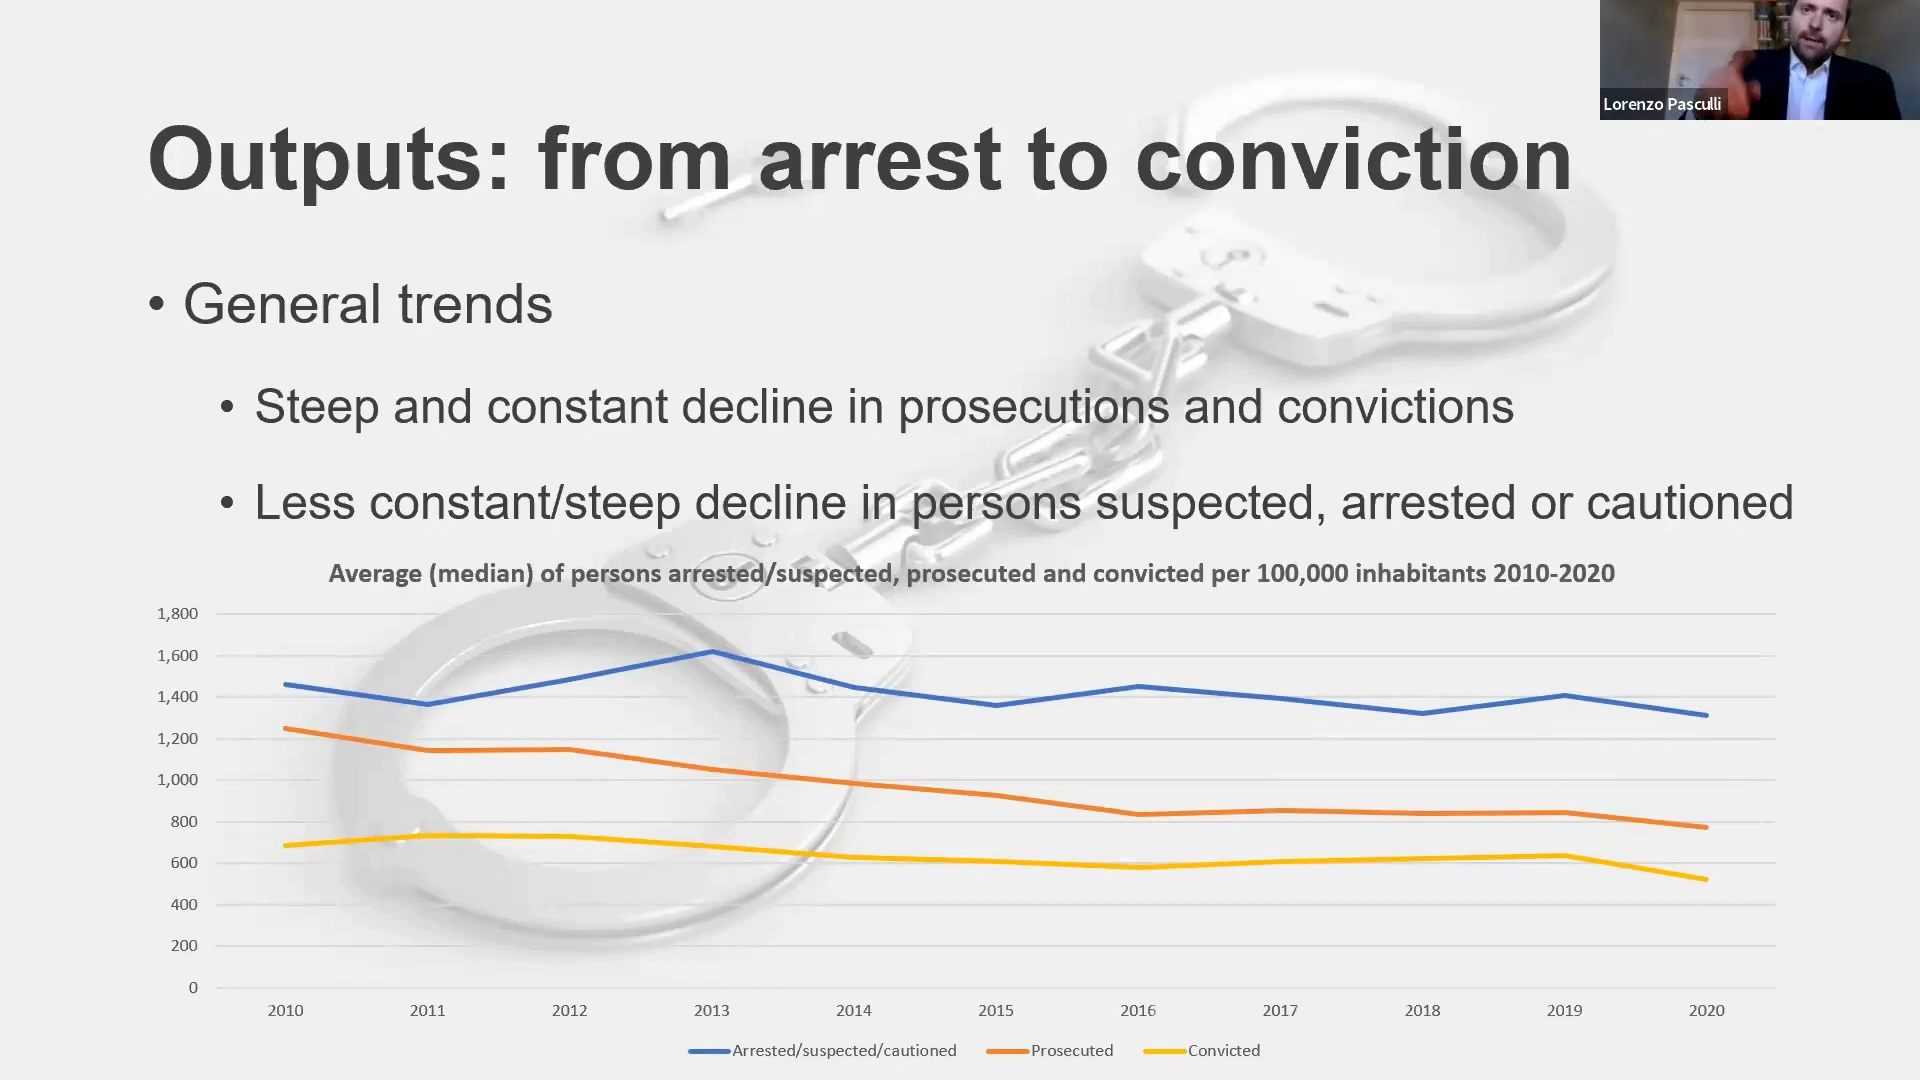 Lorenzo Pasculli
Outputs: from arrest to conviction
• General trends
• Steep and constant decline in prosecutions and convictions
• Less constant/steep decline in persons suspected, arrested or cautioned
Average (median) of persons arrested/suspected, prosecuted and convicted per 100,000 inhabitants 2010-2020
1,800
1,600
1,400
1,200
1,000
800
600
400
200
0
2010 2011 2012 2013 2014 2015 2016 2017 2018 2019 2020
Arrested/suspected/cautioned Prosecuted Convicted